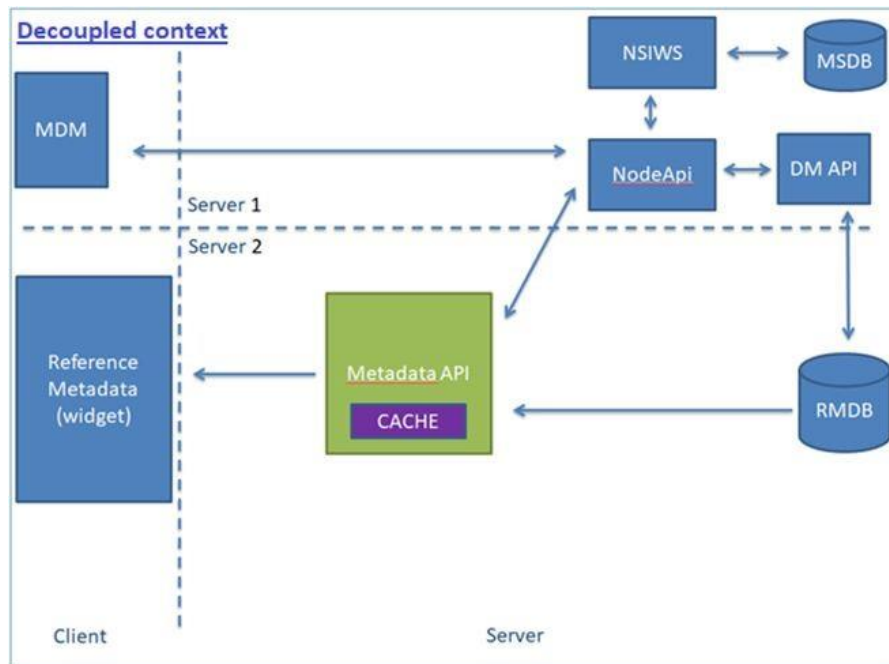 Decoupled context
NSIWS
MSDB
MDM
NodeApi
DM API
Server 1
Server 2
Reference
Metadata
(widget)
Metadata API
CACHE
RMDB
Client
Server